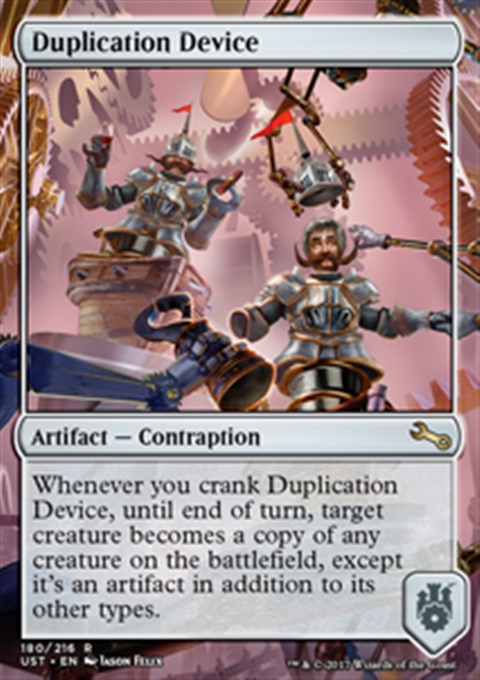 Duplication Device
Artifact — Contraption
Whenever you crank Duplication
Device, until end of turn, target
creature becomes a copy of any
creature on the battlefield, except
it's an artifact in addition to its
other types.
180/216 R
UST • EN Jason Felix
™ & © 2017 Wizards of the Coast